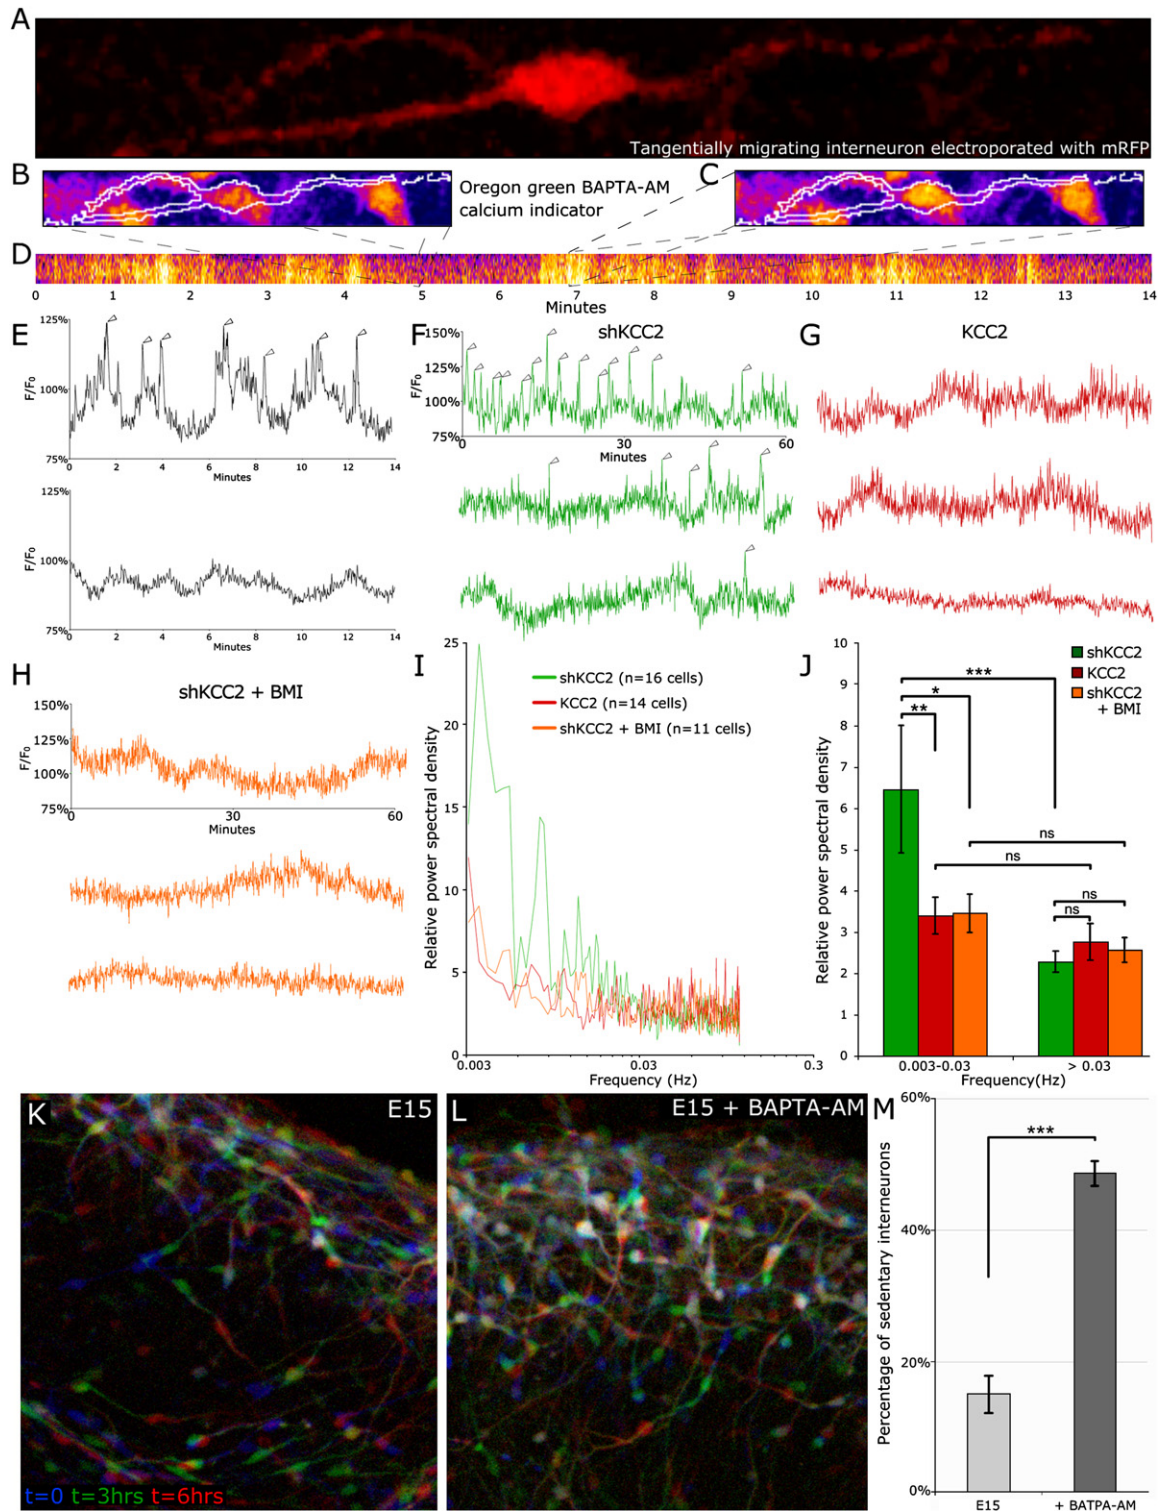 A
Tangentially migrating interneuron electroporated with mRFP
B
Oregon green BAPTA-AM
calcium indicator
C
D
0 1 2 3 4 5 6 7 8 9 10 11 12 13 14
Minutes
E
125%
100%
75%
F/F₀
0 2 4 6 8 10 12 14
Minutes
125%
100%
75%
F/F₀
0 2 4 6 8 10 12 14
Minutes
F
shKCC2
150%
125%
100%
75%
F/F₀
0 30 60
Minutes
G
KCC2
H
shKCC2 + BMI
150%
125%
100%
75%
F/F₀
0 30 60
Minutes
I
25
20
15
10
5
0
Relative power spectral density
shKCC2 (n=16 cells)
KCC2 (n=14 cells)
shKCC2 + BMI (n=11 cells)
0.003 0.03 0.3
Frequency (Hz)
J
10
9
8
7
6
5
4
3
2
1
0
Relative power spectral density
shKCC2
KCC2
shKCC2
+ BMI
***
*
**
ns
ns
ns
ns
0.003-0.03 > 0.03
Frequency(Hz)
K
E15
t=0 t=3hrs t=6hrs
L
E15 + BAPTA-AM
M
60%
40%
20%
0%
Percentage of sedentary interneurons
***
E15 + BATPA-AM